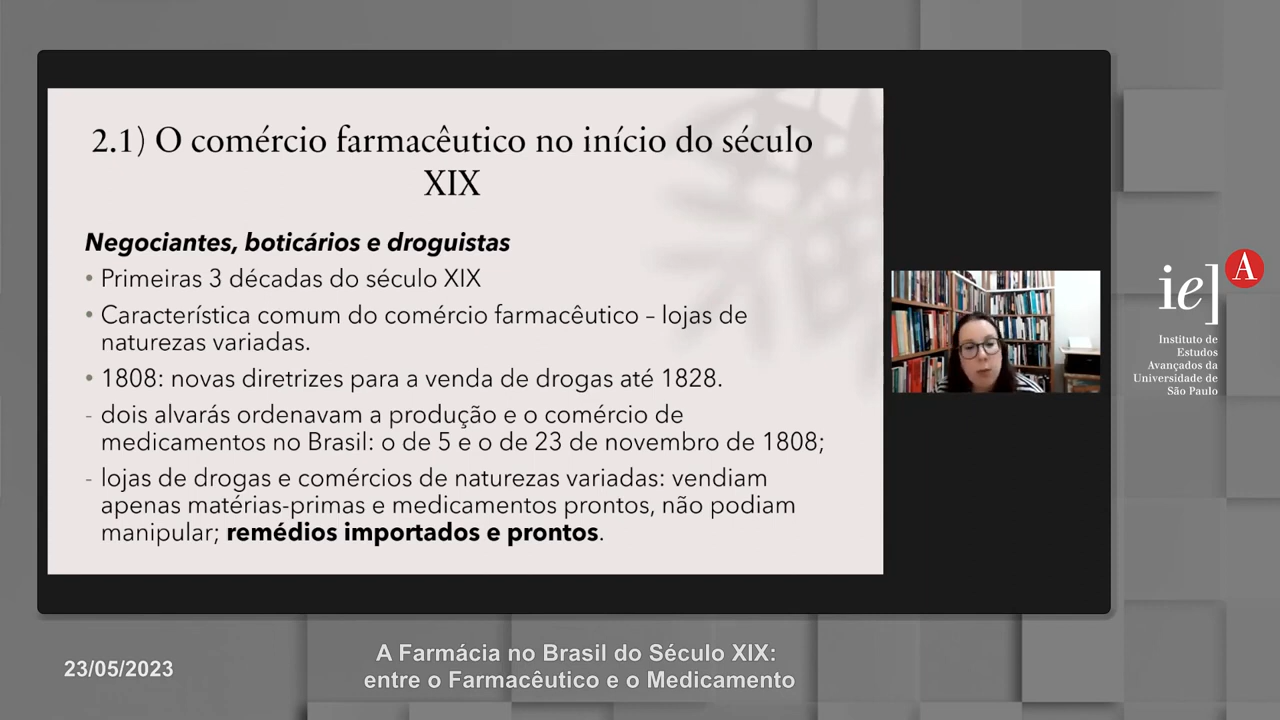 2.1) O comércio farmacêutico no início do século
XIX
Negociantes, boticários e droguistas
• Primeiras 3 décadas do século XIX
• Característica comum do comércio farmacêutico – lojas de
naturezas variadas.
• 1808: novas diretrizes para a venda de drogas até 1828.
- dois alvarás ordenavam a produção e o comércio de
medicamentos no Brasil: o de 5 e o de 23 de novembro de 1808;
- lojas de drogas e comércios de naturezas variadas: vendiam
apenas matérias-primas e medicamentos prontos, não podiam
manipular; remédios importados e prontos.
ie] A
Instituto de
Estudos
Avançados da
Universidade de
São Paulo
23/05/2023
A Farmácia no Brasil do Século XIX:
entre o Farmacêutico e o Medicamento